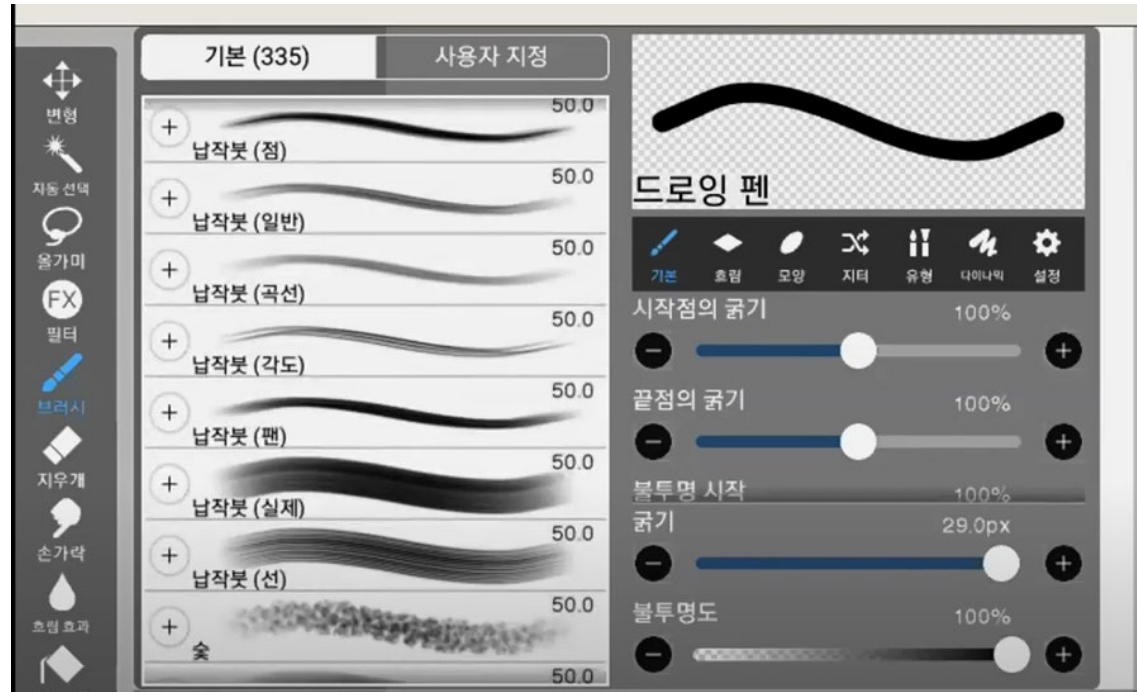 변형
자동 선택
올가미
FX
필터
브러시
지우개
손가락
흐림 효과
기본 (335)
사용자 지정
50.0
납작붓 (점)
50.0
납작붓 (일반)
50.0
납작붓 (곡선)
50.0
납작붓 (각도)
50.0
납작붓 (팬)
50.0
납작붓 (실제)
50.0
납작붓 (선)
50.0
숯
50.0
드로잉 펜
기본 흐림 모양 지터 유형 다이나믹 설정
시작점의 굵기 100%
끝점의 굵기 100%
불투명 시작 100%
굵기 29.0px
불투명도 100%